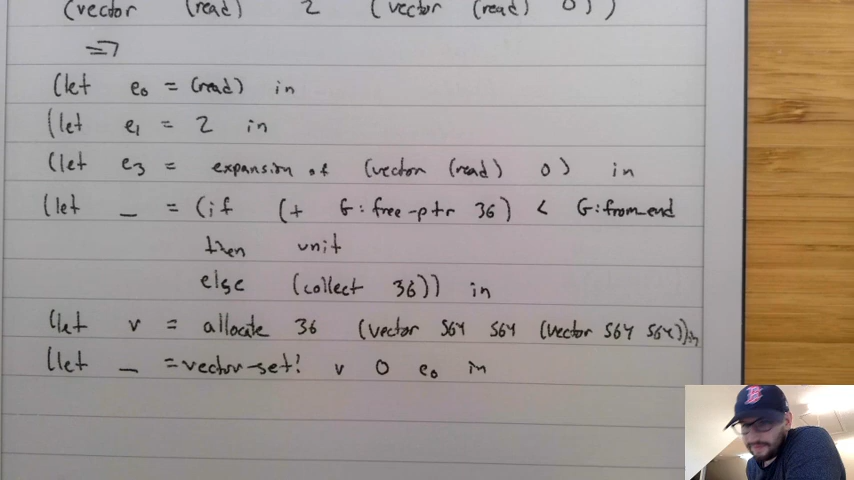 (vector (read) 2 (vector (read) 0))
=>
(let e0 = (read) in
(let e1 = 2 in
(let e3 = expansion of (vector (read) 0) in
(let _ = (if (+ G:free-ptr 36) < G:from_end
then unit
else (collect 36)) in
(let v = allocate 36 (vector S64 S64 (vector S64 S64)) in
(let _ = vector-set! v 0 e0 in